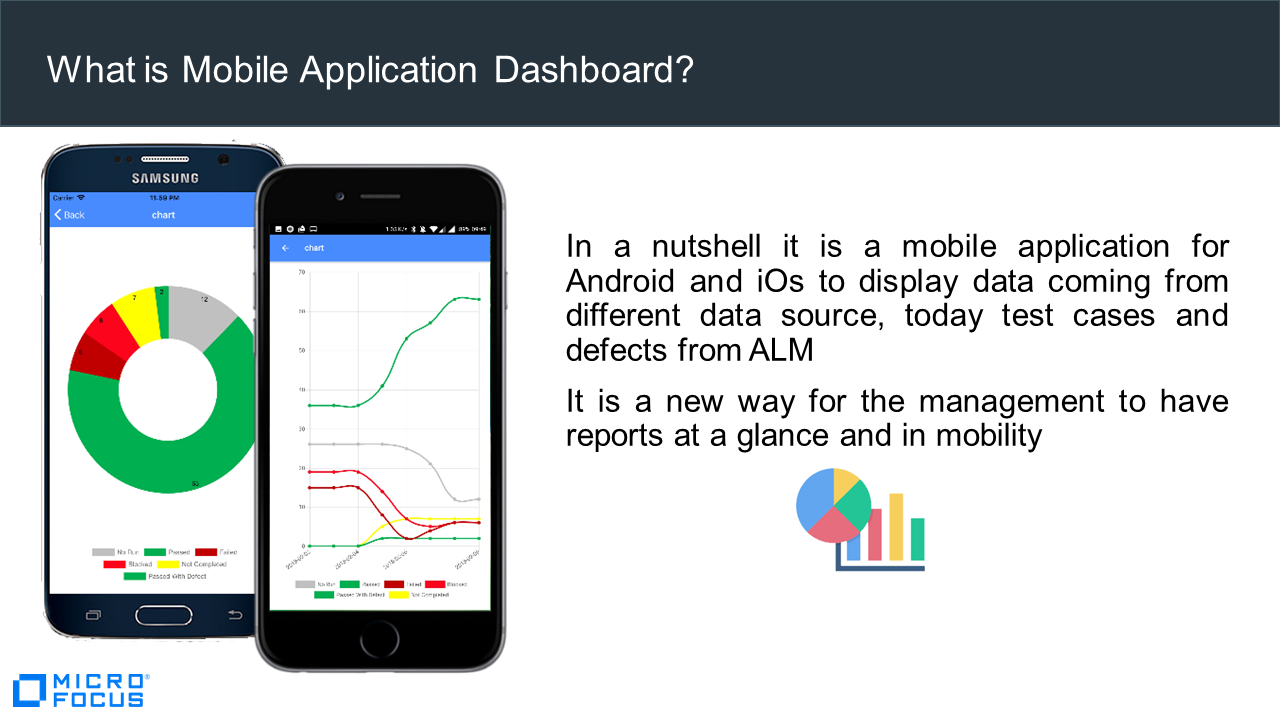 What is Mobile Application Dashboard?
SAMSUNG
Carrier 11:59 PM
Back chart
12
7
2
6
63
No Run Passed Failed
Blocked Not Completed
Passed With Defect
09:49
chart
70
60
50
40
30
20
10
0
No Run Passed Failed Blocked
Passed With Defect Not Completed
In a nutshell it is a mobile application for
Android and iOs to display data coming from
different data source, today test cases and
defects from ALM
It is a new way for the management to have
reports at a glance and in mobility
MICRO
FOCUS